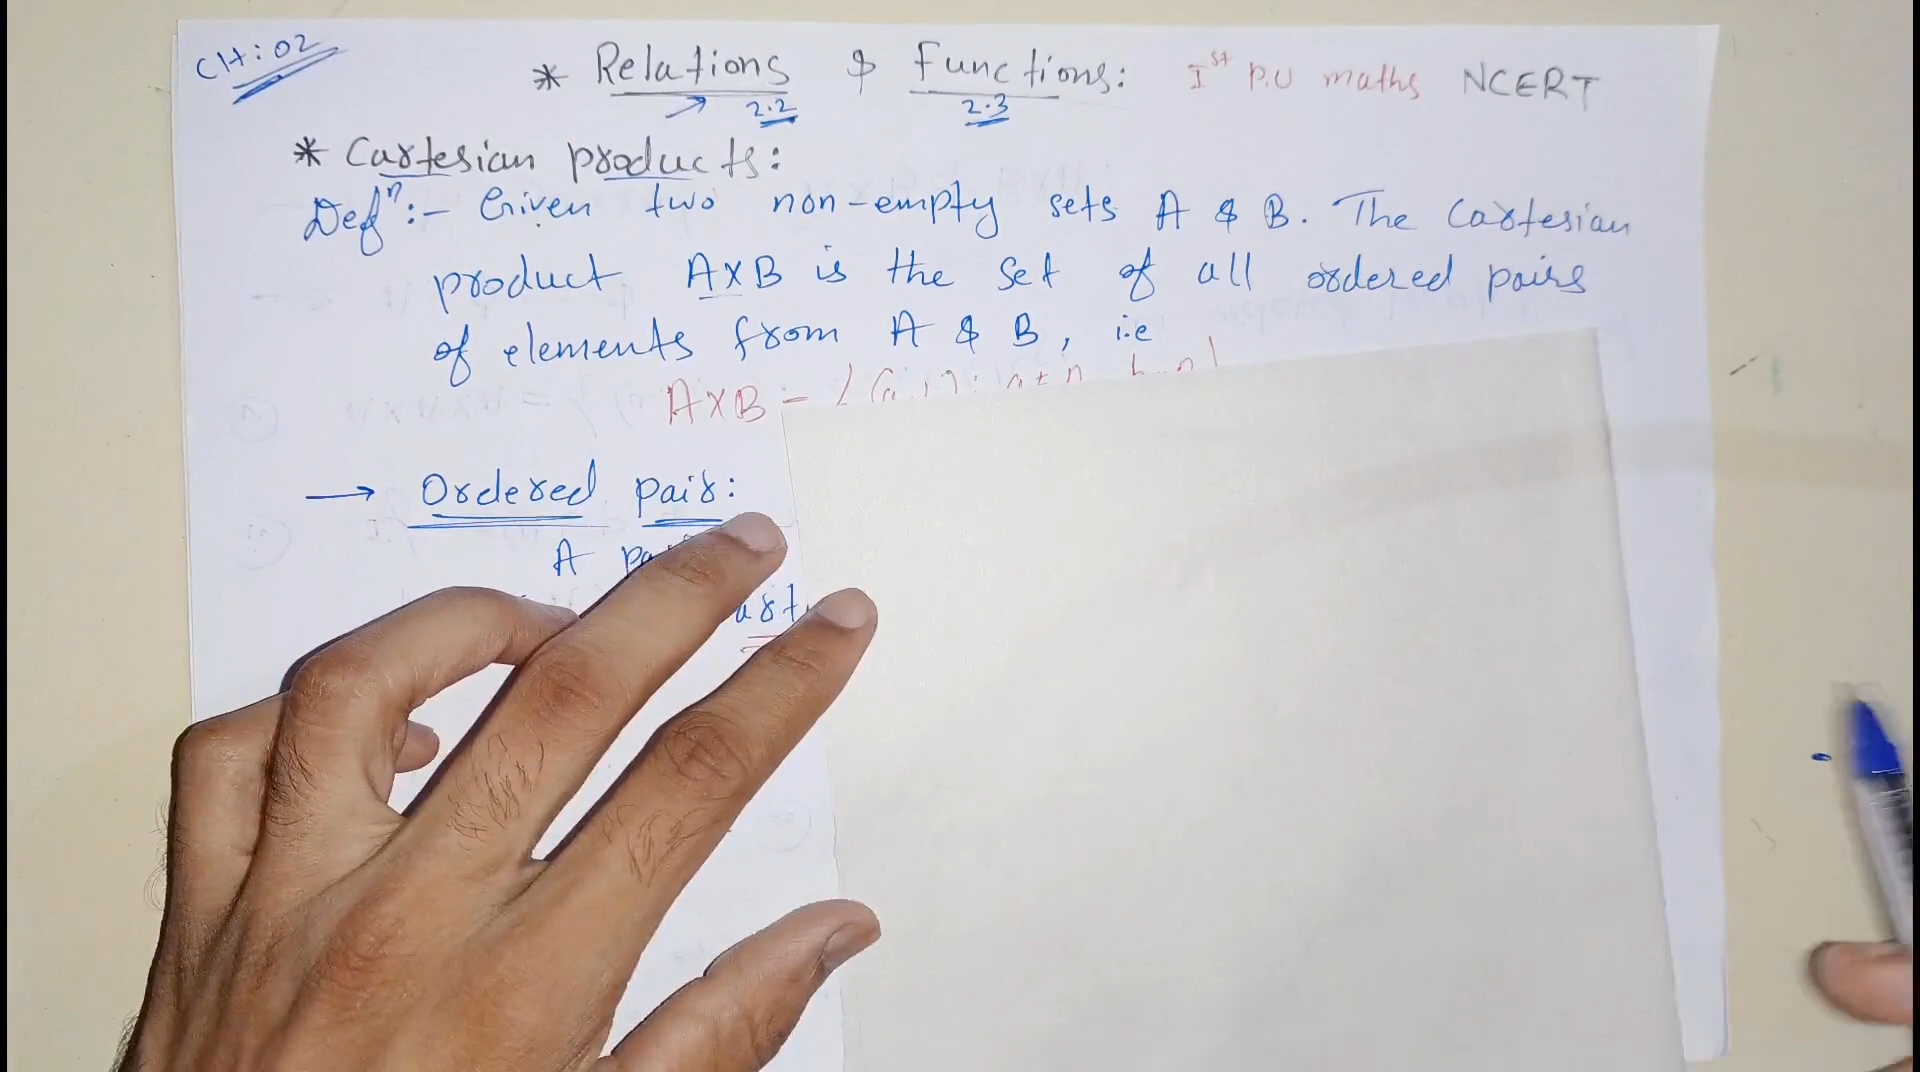 CH:02
* Relations & Functions: Ist P.U maths NCERT
2.2 2.3
* Cartesian products:
Defn:- Given two non-empty sets A & B. The Cartesian
product A×B is the set of all ordered pairs
of elements from A & B, i.e
A×B =
→ Ordered pair:
A